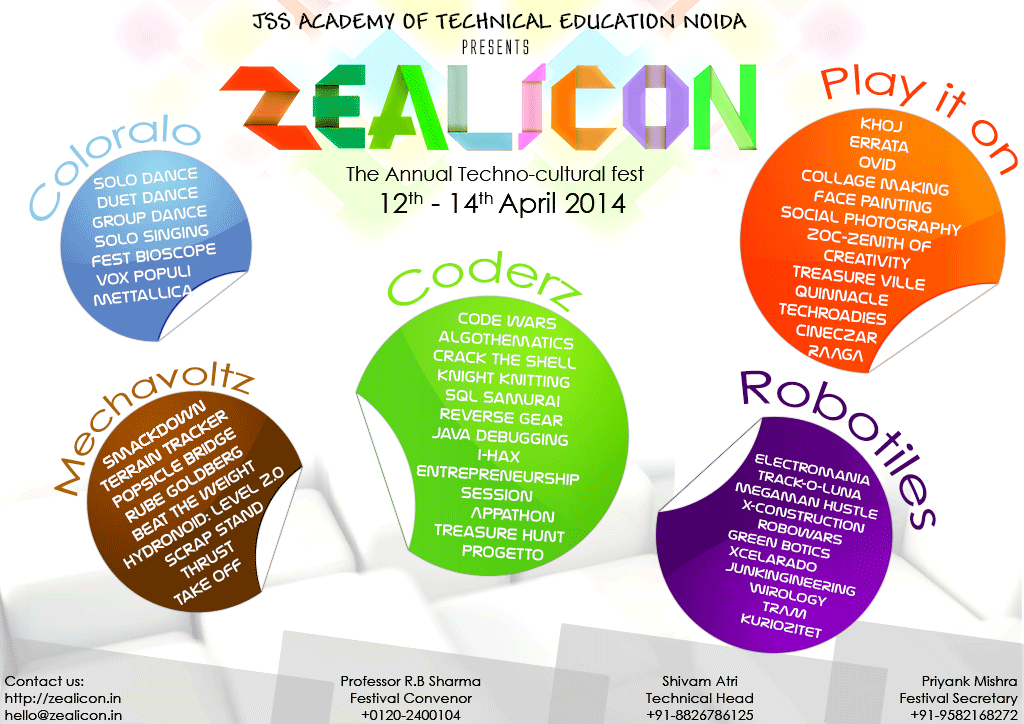 JSS ACADEMY OF TECHNICAL EDUCATION NOIDA
PRESENTS
ZEALICON
The Annual Techno-cultural fest
12th - 14th April 2014
Coloralo
SOLO DANCE
DUET DANCE
GROUP DANCE
SOLO SINGING
FEST BIOSCOPE
VOX POPULI
METTALLICA
Play it on
KHOJ
ERRATA
OVID
COLLAGE MAKING
FACE PAINTING
SOCIAL PHOTOGRAPHY
ZOC-ZENITH OF
CREATIVITY
TREASURE VILLE
QUINNACLE
TECHROADIES
CINECZAR
RAAGA
Coderz
CODE WARS
ALGOTHEMATICS
CRACK THE SHELL
KNIGHT KNITTING
SQL SAMURAI
REVERSE GEAR
JAVA DEBUGGING
I-HAX
ENTREPRENEURSHIP
SESSION
APPATHON
TREASURE HUNT
PROGETTO
Mechavoltz
SMACKDOWN
TERRAIN TRACKER
POPSICLE BRIDGE
RUBE GOLDBERG
BEAT THE WEIGHT
HYDRONOID: LEVEL 2.0
SCRAP STAND
THRUST
TAKE OFF
Robotiles
ELECTROMANIA
TRACK-O-LUNA
MEGAMAN HUSTLE
X-CONSTRUCTION
ROBOWARS
GREEN BOTICS
XCELARADO
JUNKINGINEERING
WIROLOGY
TRAM
KURIOZITET
Contact us:
http://zealicon.in
hello@zealicon.in
Professor R.B Sharma
Festival Convenor
+0120-2400104
Shivam Atri
Technical Head
+91-8826786125
Priyank Mishra
Festival Secretary
+91-9582168272